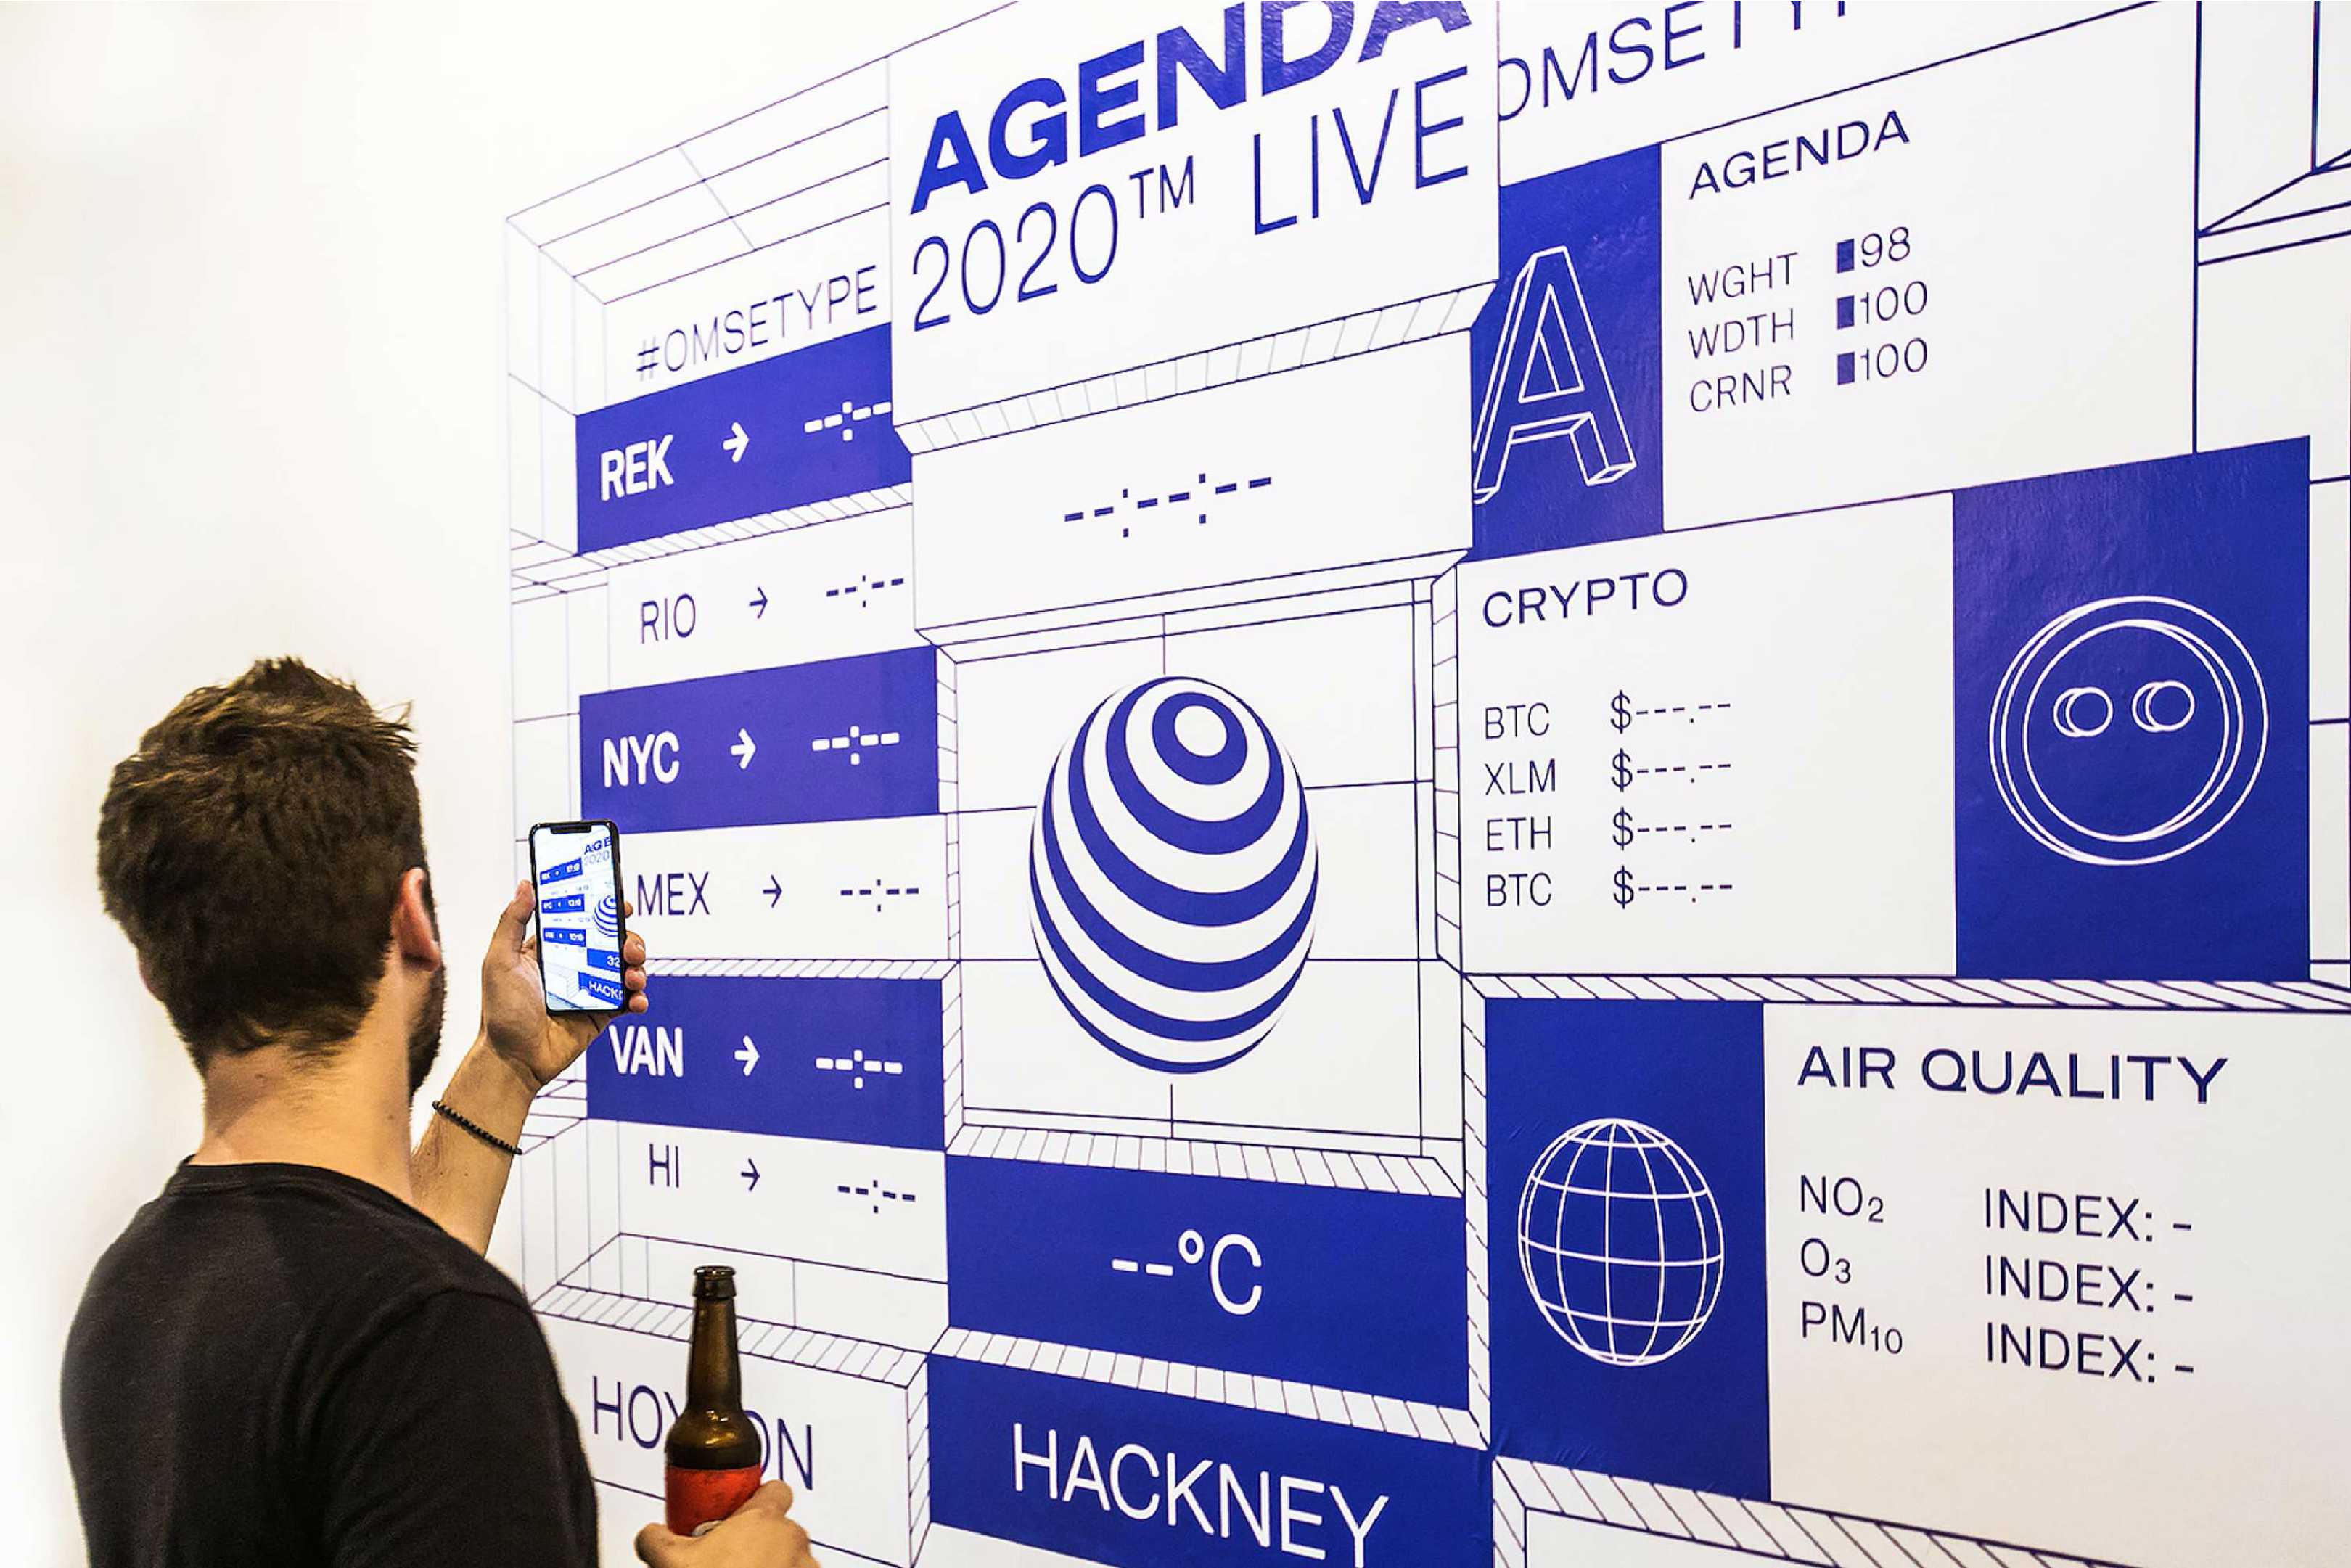 AGENDA
2020™ LIVE
#OMSETYPE
REK → --:--
RIO → --:--
NYC → --:--
MEX → --:--
VAN → --:--
HI → --:--
--:--:--
--°C
HACKNEY
AGENDA
WGHT 98
WDTH 100
CRNR 100
CRYPTO
BTC $---.--
XLM $---.--
ETH $---.--
BTC $---.--
AIR QUALITY
NO₂ INDEX: -
O₃ INDEX: -
PM₁₀ INDEX: -
A